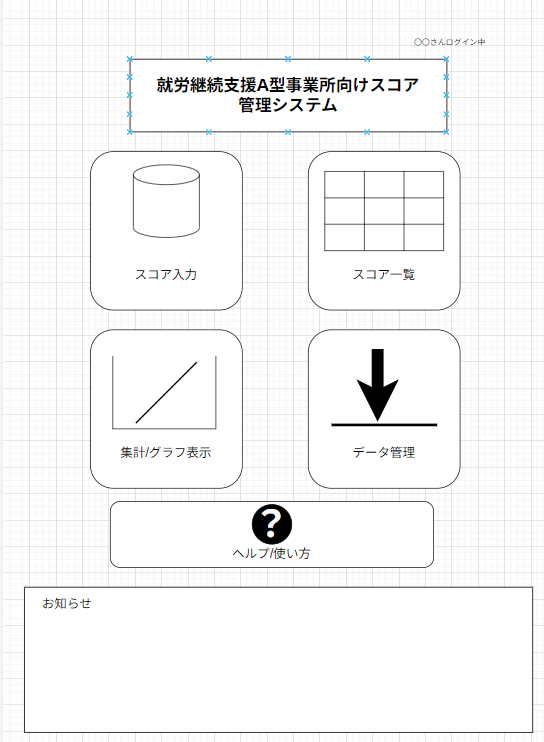 〇〇さんログイン中
就労継続支援A型事業所向けスコア
管理システム
スコア入力
スコア一覧
集計/グラフ表示
データ管理
?
ヘルプ/使い方
お知らせ